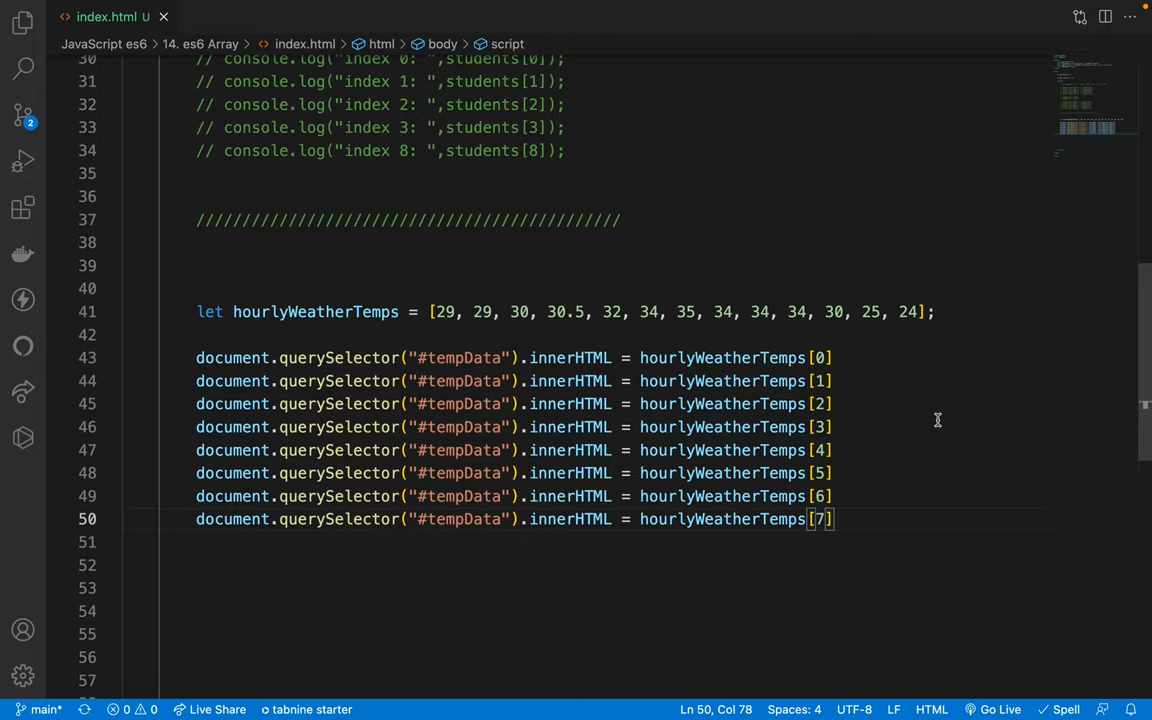 index.html U
JavaScript es6 > 14. es6 Array > index.html > html > body > script
30 // console.log("index 0: ",students[0]);
31 // console.log("index 1: ",students[1]);
32 // console.log("index 2: ",students[2]);
33 // console.log("index 3: ",students[3]);
34 // console.log("index 8: ",students[8]);
35
36
37 //////////////////////////////////////////////
38
39
40
41 let hourlyWeatherTemps = [29, 29, 30, 30.5, 32, 34, 35, 34, 34, 34, 30, 25, 24];
42
43 document.querySelector("#tempData").innerHTML = hourlyWeatherTemps[0]
44 document.querySelector("#tempData").innerHTML = hourlyWeatherTemps[1]
45 document.querySelector("#tempData").innerHTML = hourlyWeatherTemps[2]
46 document.querySelector("#tempData").innerHTML = hourlyWeatherTemps[3]
47 document.querySelector("#tempData").innerHTML = hourlyWeatherTemps[4]
48 document.querySelector("#tempData").innerHTML = hourlyWeatherTemps[5]
49 document.querySelector("#tempData").innerHTML = hourlyWeatherTemps[6]
50 document.querySelector("#tempData").innerHTML = hourlyWeatherTemps[7]
51
52
53
54
55
56
57
2
main* 0 0 Live Share tabnine starter Ln 50, Col 78 Spaces: 4 UTF-8 LF HTML Go Live Spell